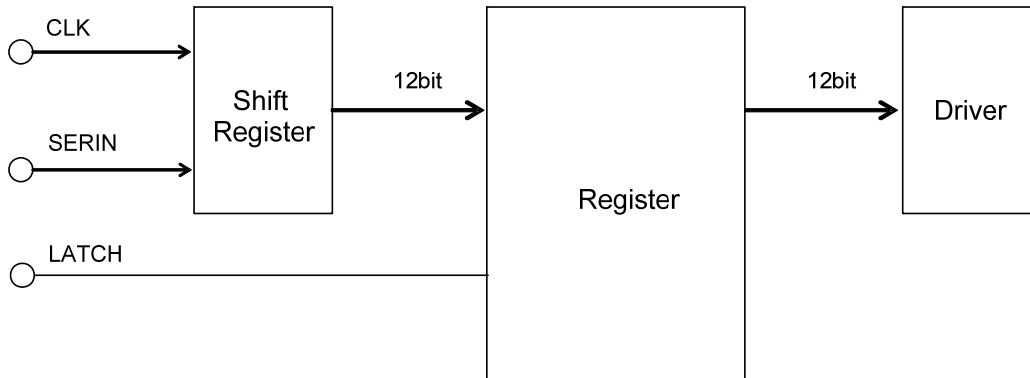 CLK
12bit
12bit
Shift
Register
Driver
SERIN
Register
LATCH